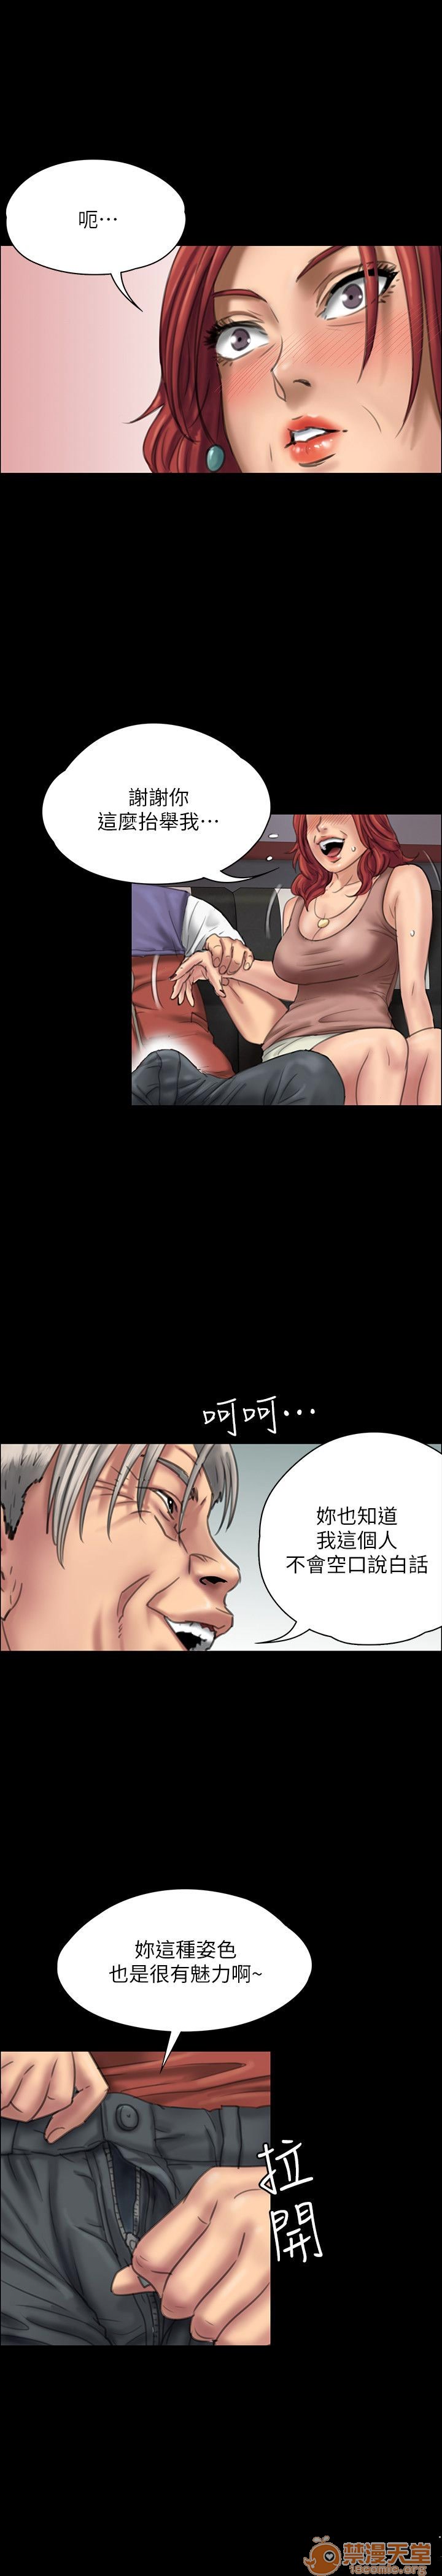 呃…
謝謝你
這麼抬舉我…
呵呵…
妳也知道
我這個人
不會空口說白話
妳這種姿色
也是很有魅力啊~
拉開
禁漫天堂
18comic.org